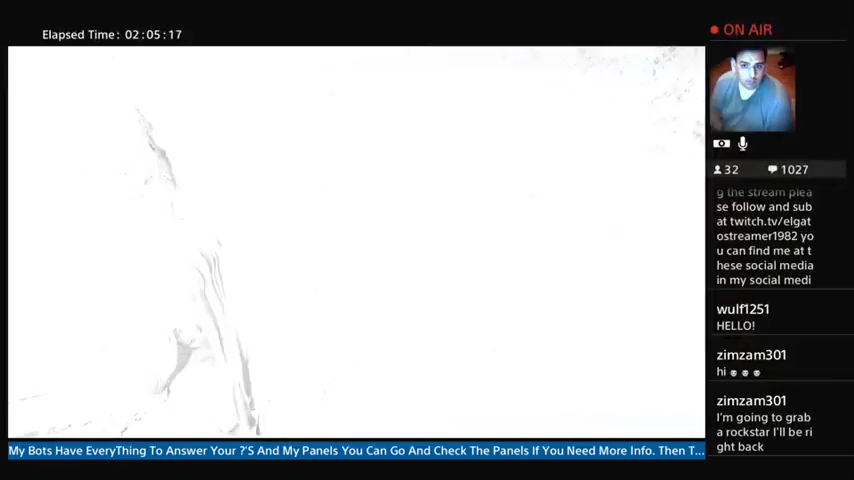 Elapsed Time: 02:05:17
ON AIR
32 1027
g the stream plea
se follow and sub
at twitch.tv/elgat
ostreamer1982 yo
u can find me at t
hese social media
in my social medi
wulf1251
HELLO!
zimzam301
hi
zimzam301
I'm going to grab
a rockstar I'll be ri
ght back
My Bots Have EveryThing To Answer Your ?'S And My Panels You Can Go And Check The Panels If You Need More Info. Then T...